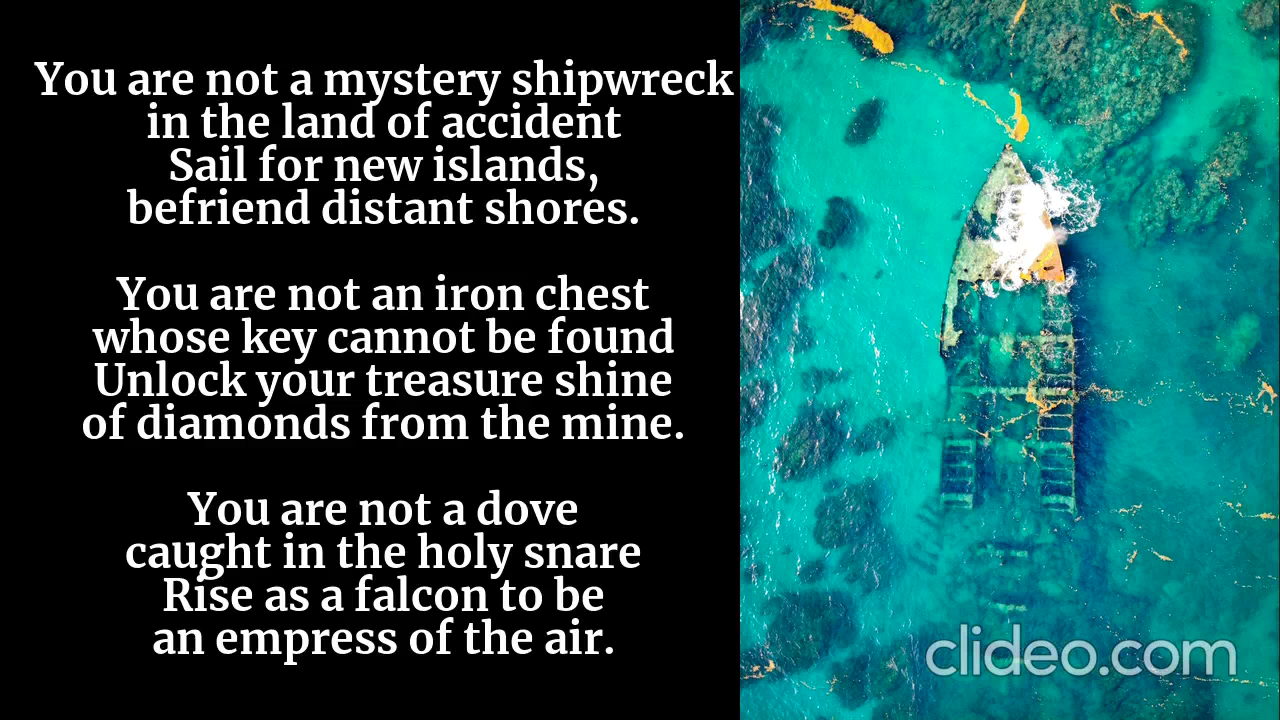 You are not a mystery shipwreck
in the land of accident
Sail for new islands,
befriend distant shores.
You are not an iron chest
whose key cannot be found
Unlock your treasure shine
of diamonds from the mine.
You are not a dove
caught in the holy snare
Rise as a falcon to be
an empress of the air.
clideo.com